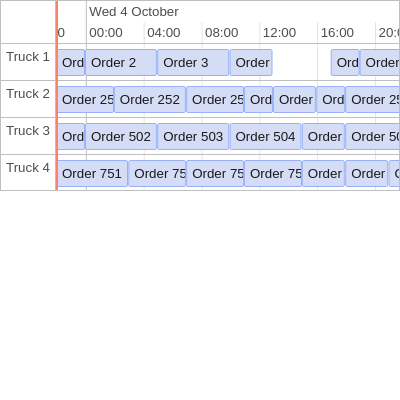 Wed 4 October
0 00:00 04:00 08:00 12:00 16:00 20:0
Truck 1 Ord Order 2 Order 3 Order Ord Order
Truck 2 Order 25 Order 252 Order 25 Ord Order Ord Order 25
Truck 3 Ord Order 502 Order 503 Order 504 Order Order 50
Truck 4 Order 751 Order 75 Order 75 Order 75 Order Order